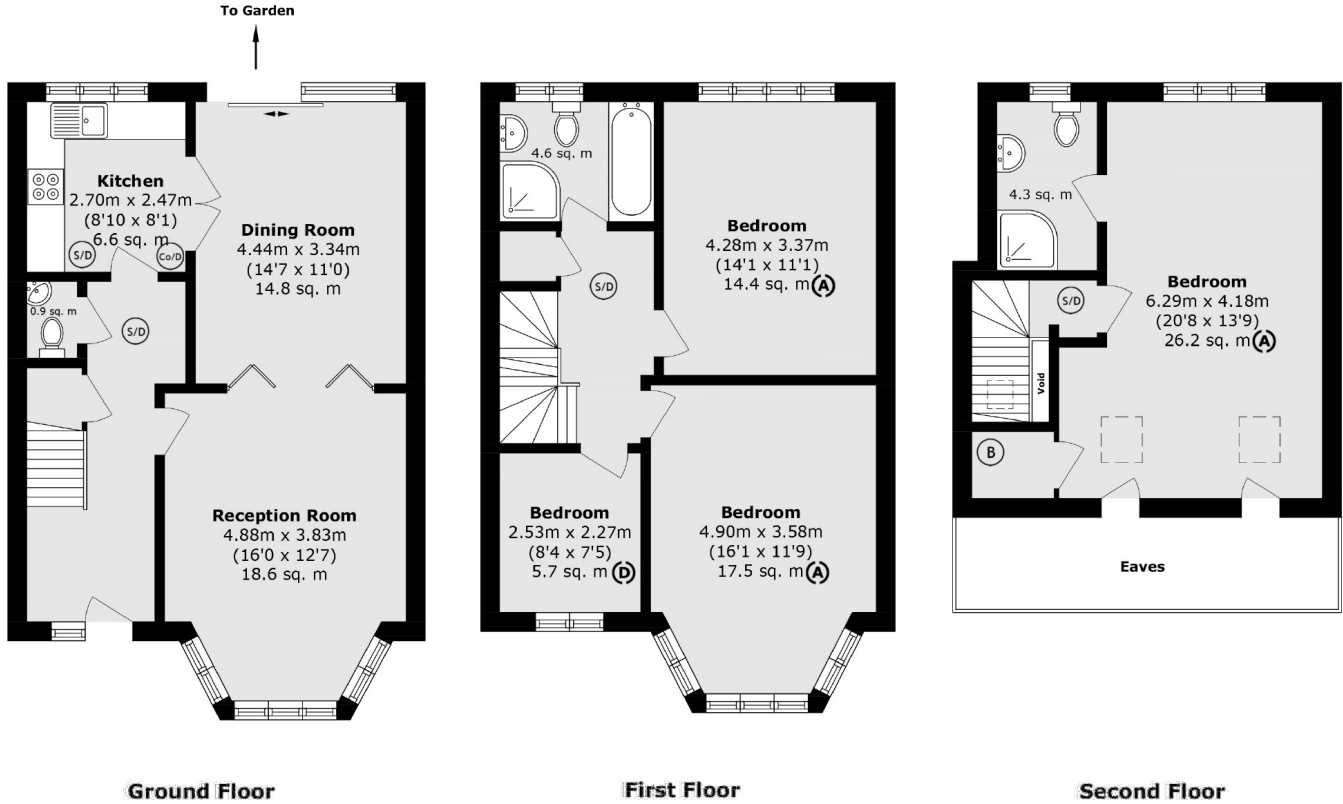 To Garden
Kitchen
2.70m x 2.47m
(8'10 x 8'1)
6.6 sq. m
S/D
Co/D
0.9 sq. m
S/D
Dining Room
4.44m x 3.34m
(14'7 x 11'0)
14.8 sq. m
Reception Room
4.88m x 3.83m
(16'0 x 12'7)
18.6 sq. m
Ground Floor
4.6 sq. m
S/D
Bedroom
4.28m x 3.37m
(14'1 x 11'1)
14.4 sq. m A
Bedroom
2.53m x 2.27m
(8'4 x 7'5)
5.7 sq. m D
Bedroom
4.90m x 3.58m
(16'1 x 11'9)
17.5 sq. m A
First Floor
4.3 sq. m
S/D
Bedroom
6.29m x 4.18m
(20'8 x 13'9)
26.2 sq. m A
Void
B
Eaves
Second Floor